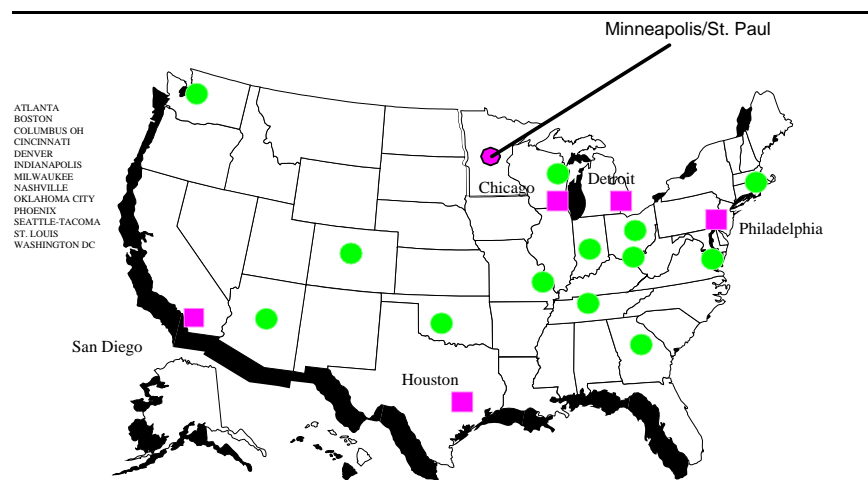 Minneapolis/St. Paul
ATLANTA
BOSTON
COLUMBUS OH
CINCINNATI
DENVER
INDIANAPOLIS
MILWAUKEE
NASHVILLE
OKLAHOMA CITY
PHOENIX
SEATTLE-TACOMA
ST. LOUIS
WASHINGTON DC
Chicago
Detroit
Philadelphia
San Diego
Houston